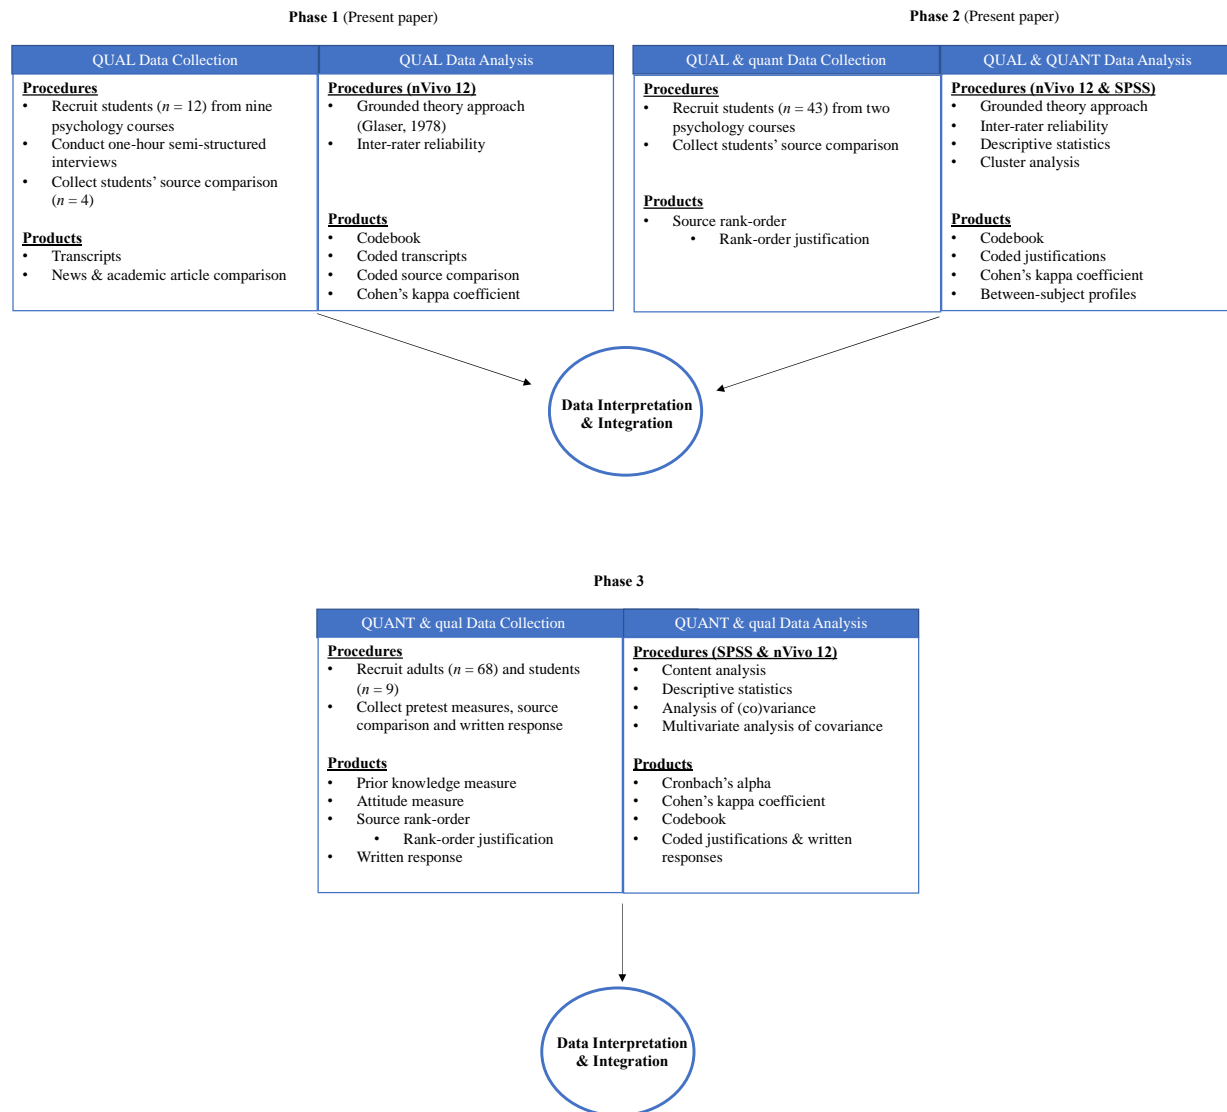 Phase 1 (Present paper)
QUAL Data Collection
Procedures
• Recruit students (n = 12) from nine
psychology courses
• Conduct one-hour semi-structured
interviews
• Collect students' source comparison
(n = 4)
Products
• Transcripts
• News & academic article comparison
QUAL Data Analysis
Procedures (nVivo 12)
• Grounded theory approach
(Glaser, 1978)
• Inter-rater reliability
Products
• Codebook
• Coded transcripts
• Coded source comparison
• Cohen's kappa coefficient
Phase 2 (Present paper)
QUAL & quant Data Collection
Procedures
• Recruit students (n = 43) from two
psychology courses
• Collect students' source comparison
Products
• Source rank-order
• Rank-order justification
QUAL & QUANT Data Analysis
Procedures (nVivo 12 & SPSS)
• Grounded theory approach
• Inter-rater reliability
• Descriptive statistics
• Cluster analysis
Products
• Codebook
• Coded justifications
• Cohen's kappa coefficient
• Between-subject profiles
Data Interpretation
& Integration
Phase 3
QUANT & qual Data Collection
Procedures
• Recruit adults (n = 68) and students
(n = 9)
• Collect pretest measures, source
comparison and written response
Products
• Prior knowledge measure
• Attitude measure
• Source rank-order
• Rank-order justification
• Written response
QUANT & qual Data Analysis
Procedures (SPSS & nVivo 12)
• Content analysis
• Descriptive statistics
• Analysis of (co)variance
• Multivariate analysis of covariance
Products
• Cronbach's alpha
• Cohen's kappa coefficient
• Codebook
• Coded justifications & written
responses
Data Interpretation
& Integration